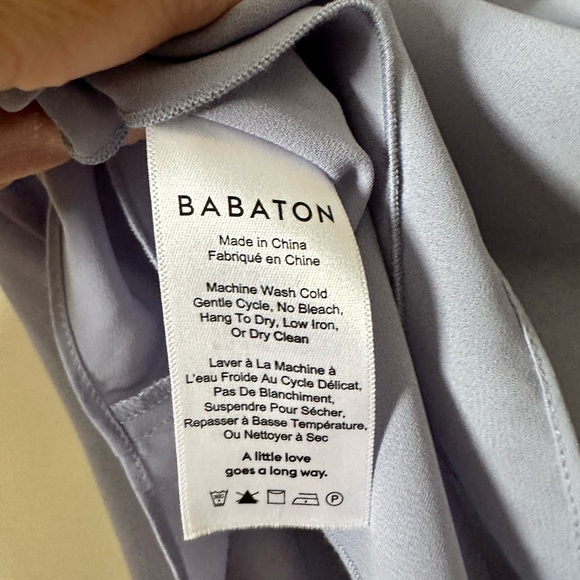 BABATON
Made in China
Fabriqué en Chine
Machine Wash Cold
Gentle Cycle, No Bleach,
Hang To Dry, Low Iron,
Or Dry Clean
Laver à La Machine à
L'eau Froide Au Cycle Délicat,
Pas De Blanchiment,
Suspendre Pour Sécher,
Repasser à Basse Température,
Ou Nettoyer à Sec
A little love
goes a long way.
30C P